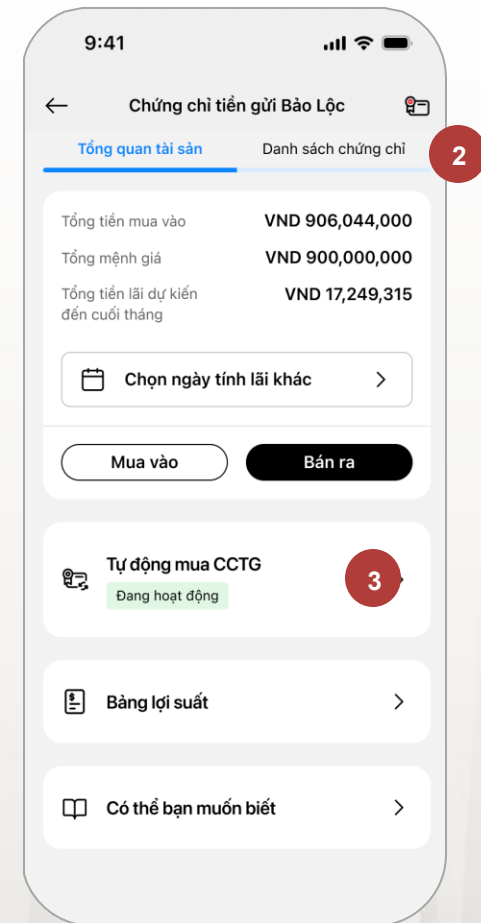 9:41
Chứng chỉ tiền gửi Bảo Lộc
Tổng quan tài sản
Danh sách chứng chỉ
2
Tổng tiền mua vào VND 906,044,000
Tổng mệnh giá VND 900,000,000
Tổng tiền lãi dự kiến VND 17,249,315
đến cuối tháng
Chọn ngày tính lãi khác
Mua vào
Bán ra
Tự động mua CCTG
Đang hoạt động
3
Bảng lợi suất
Có thể bạn muốn biết